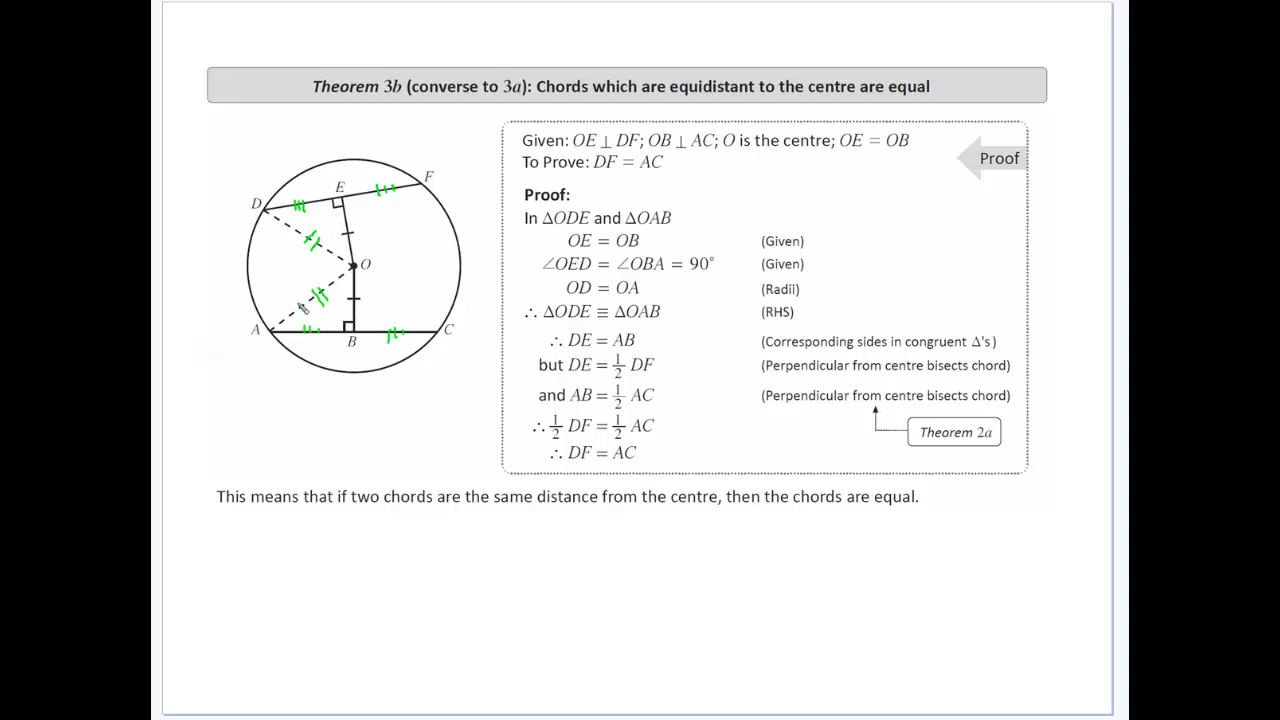 Theorem 3b (converse to 3a): Chords which are equidistant to the centre are equal
Given: OE ⊥ DF; OB ⊥ AC; O is the centre; OE = OB
To Prove: DF = AC
Proof
Proof:
In ΔODE and ΔOAB
OE = OB (Given)
∠OED = ∠OBA = 90° (Given)
OD = OA (Radii)
∴ ΔODE ≡ ΔOAB (RHS)
∴ DE = AB (Corresponding sides in congruent Δ's)
but DE = 1/2 DF (Perpendicular from centre bisects chord)
and AB = 1/2 AC (Perpendicular from centre bisects chord)
∴ 1/2 DF = 1/2 AC
Theorem 2a
∴ DF = AC
F
E
D
O
A
B
C
This means that if two chords are the same distance from the centre, then the chords are equal.